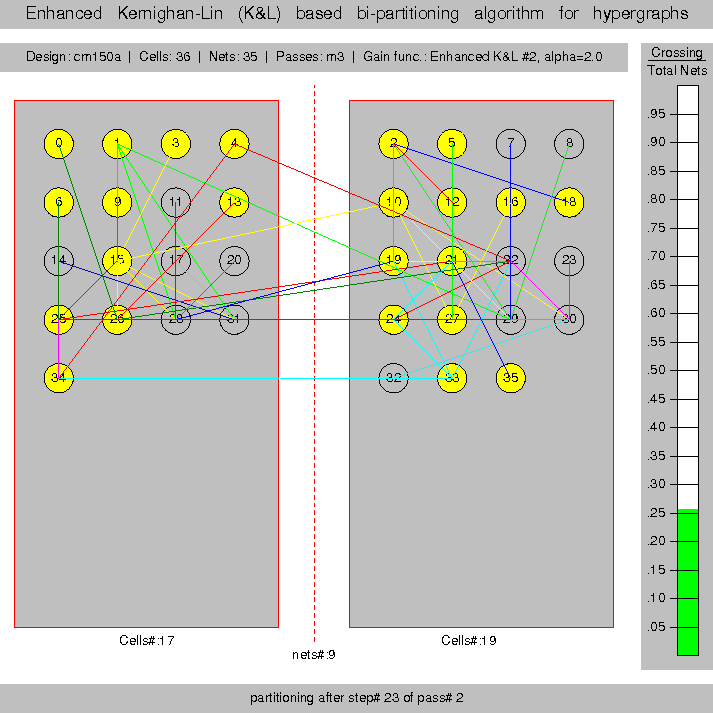 Enhanced Kernighan-Lin (K&L) based bi-partitioning algorithm for hypergraphs
Design: cm150a | Cells: 36 | Nets: 35 | Passes: m3 | Gain func.: Enhanced K&L #2, alpha=2.0
Crossing
Total Nets
0 1 3 4 2 5 7 8
6 9 11 13 10 12 16 18
14 15 17 20 19 21 22 23
25 26 28 31 24 27 29 30
34 32 33 35
.95
.90
.85
.80
.75
.70
.65
.60
.55
.50
.45
.40
.35
.30
.25
.20
.15
.10
.05
Cells#:17 Cells#:19
nets#:9
partitioning after step# 23 of pass# 2